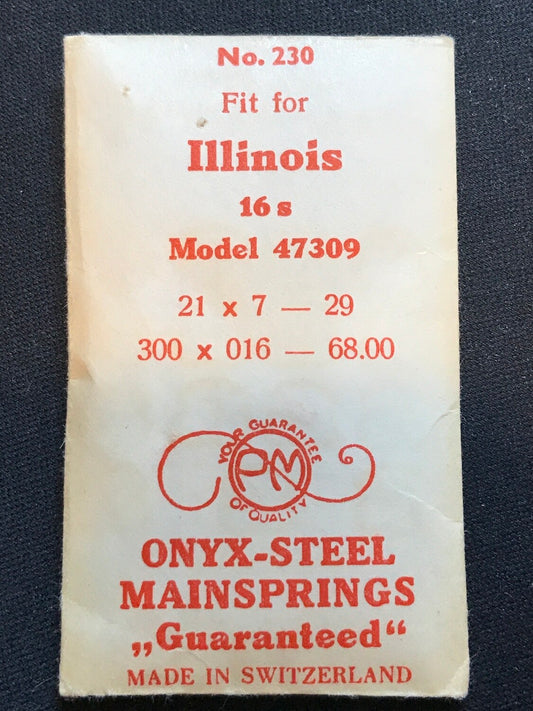 No. 230
Fit for
Illinois
16 s
Model 47309
21 x 7 — 29
300 x 016 — 68.00
YOUR GUARANTEE
PM
OF QUALITY
ONYX-STEEL
MAINSPRINGS
„Guaranteed“
MADE IN SWITZERLAND